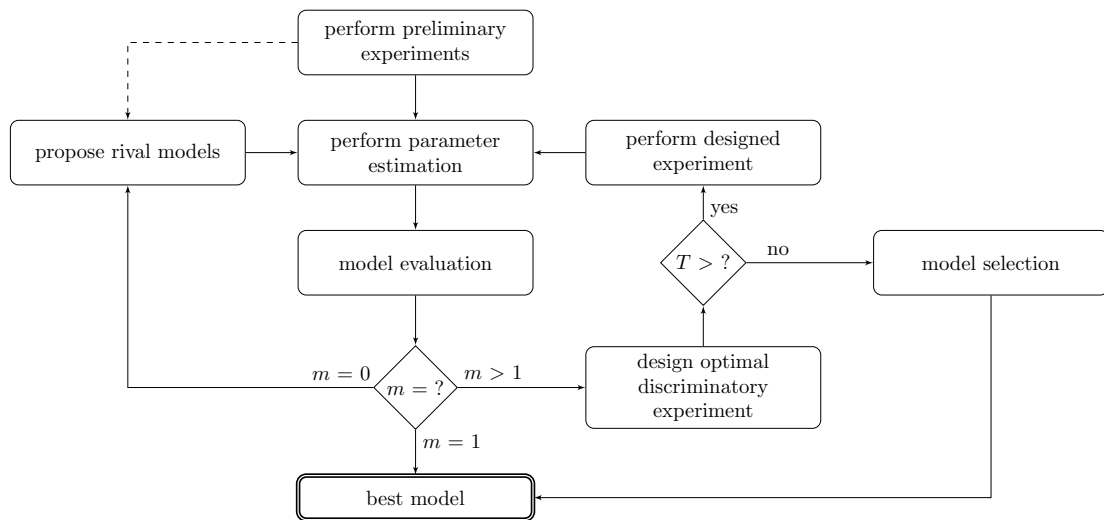 perform preliminary
experiments
propose rival models
perform parameter
estimation
perform designed
experiment
yes
model evaluation
T > ?
no
model selection
m = 0
m = ?
m > 1
design optimal
discriminatory
experiment
m = 1
best model